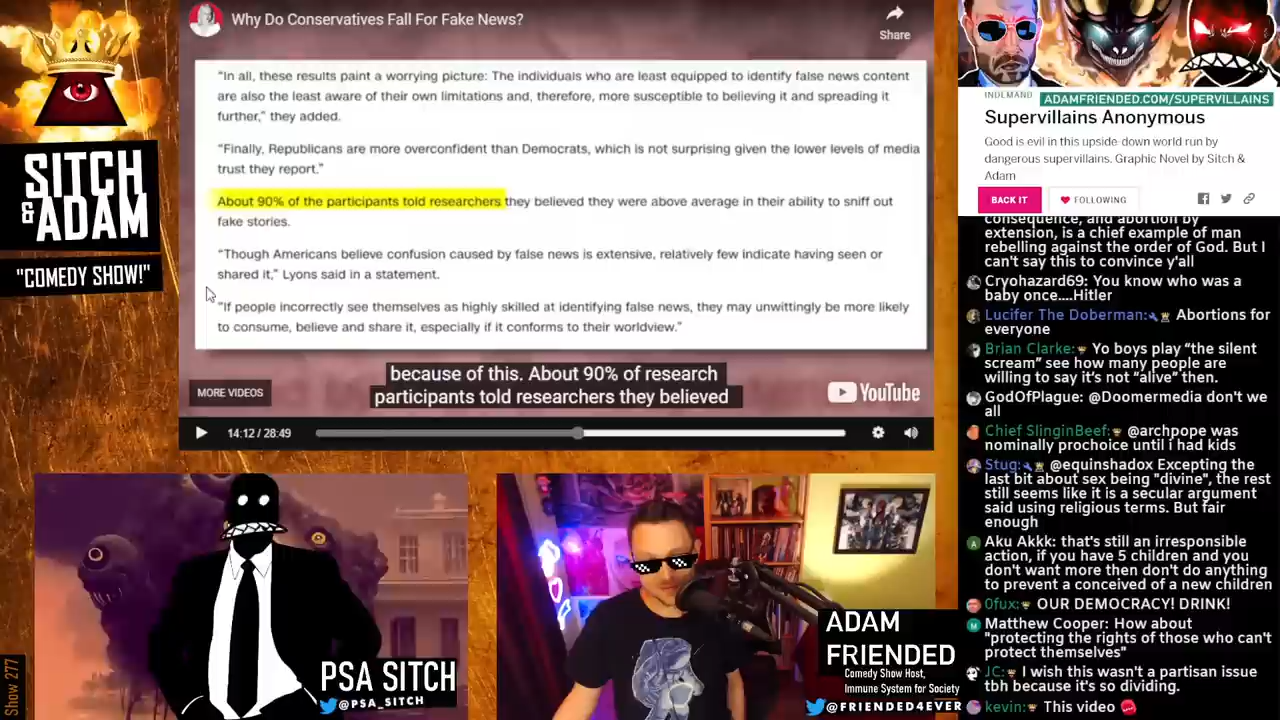 Why Do Conservatives Fall For Fake News?
Share
“In all, these results paint a worrying picture: The individuals who are least equipped to identify false news content
are also the least aware of their own limitations and, therefore, more susceptible to believing it and spreading it
further,” they added.
“Finally, Republicans are more overconfident than Democrats, which is not surprising given the lower levels of media
trust they report.”
About 90% of the participants told researchers they believed they were above average in their ability to sniff out
fake stories.
“Though Americans believe confusion caused by false news is extensive, relatively few indicate having seen or
shared it,” Lyons said in a statement.
“If people incorrectly see themselves as highly skilled at identifying false news, they may unwittingly be more likely
to consume, believe and share it, especially if it conforms to their worldview.”
because of this. About 90% of research
participants told researchers they believed
MORE VIDEOS
YouTube
14:12 / 28:49
SITCH
& ADAM
"COMEDY SHOW!"
Show 277
PSA SITCH
@PSA_SITCH
ADAM
FRIENDED
Comedy Show Host,
Immune System for Society
@FRIENDED4EVER
INDEMAND
ADAMFRIENDED.COM/SUPERVILLAINS
Supervillains Anonymous
Good is evil in this upside-down world run by
dangerous supervillains. Graphic Novel by Sitch &
Adam
BACK IT
FOLLOWING
consequence, and abortion by
extension, is a chief example of man
rebelling against the order of God. But I
can't say this to convince y'all
Cryohazard69: You know who was a
baby once....Hitler
Lucifer The Doberman: Abortions for
everyone
Brian Clarke: Yo boys play “the silent
scream” see how many people are
willing to say it’s not “alive” then.
GodOfPlague: @Doomermedia don't we
all
Chief SlinginBeef: @archpope was
nominally prochoice until i had kids
Stug: @equinshadox Excepting the
last bit about sex being "divine", the rest
still seems like it is a secular argument
said using religious terms. But fair
enough
Aku Akkk: that's still an irresponsible
action, if you have 5 children and you
don't want more then don't do anything
to prevent a conceived of a new children
0fux: OUR DEMOCRACY! DRINK!
Matthew Cooper: How about
"protecting the rights of those who can't
protect themselves"
JC: I wish this wasn't a partisan issue
tbh because it's so dividing.
kevin: This video